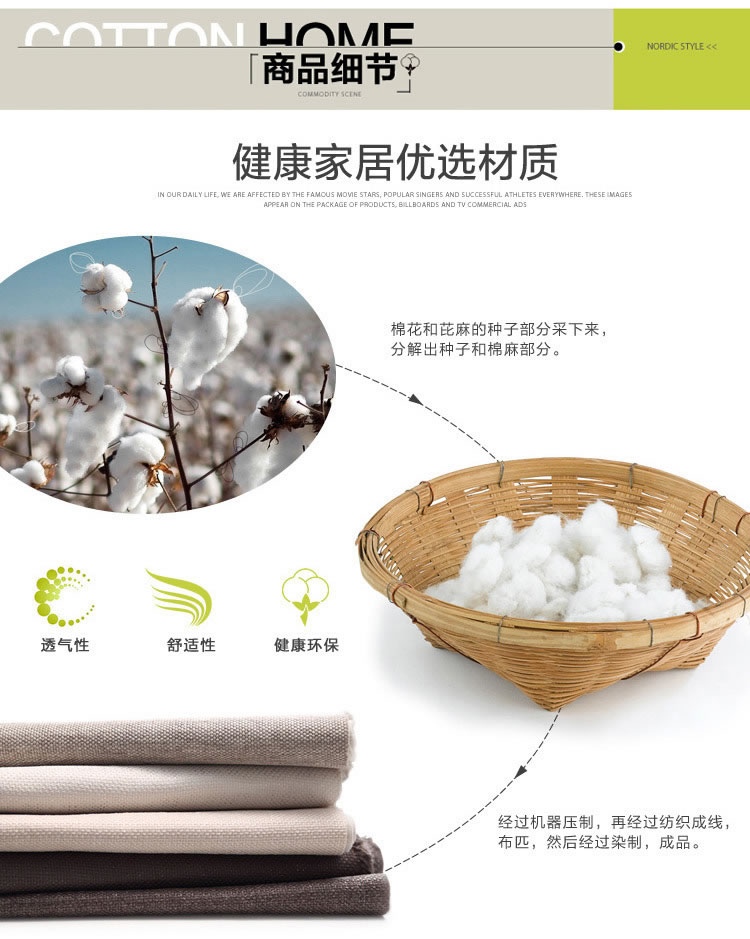 COTTON HOME
商品细节
COMMODITY SCENE
NORDIC STYLE <<
健康家居优选材质
IN OUR DAILY LIFE, WE ARE AFFECTED BY THE FAMOUS MOVIE STARS, POPULAR SINGERS AND SUCCESSFUL ATHLETES EVERYWHERE. THESE IMAGES
APPEAR ON THE PACKAGE OF PRODUCTS, BILLBOARDS AND TV COMMERCIAL ADS
棉花和芘麻的种子部分采下来，
分解出种子和棉麻部分。
透气性
舒适性
健康环保
经过机器压制，再经过纺织成线，
布匹，然后经过染制，成品。